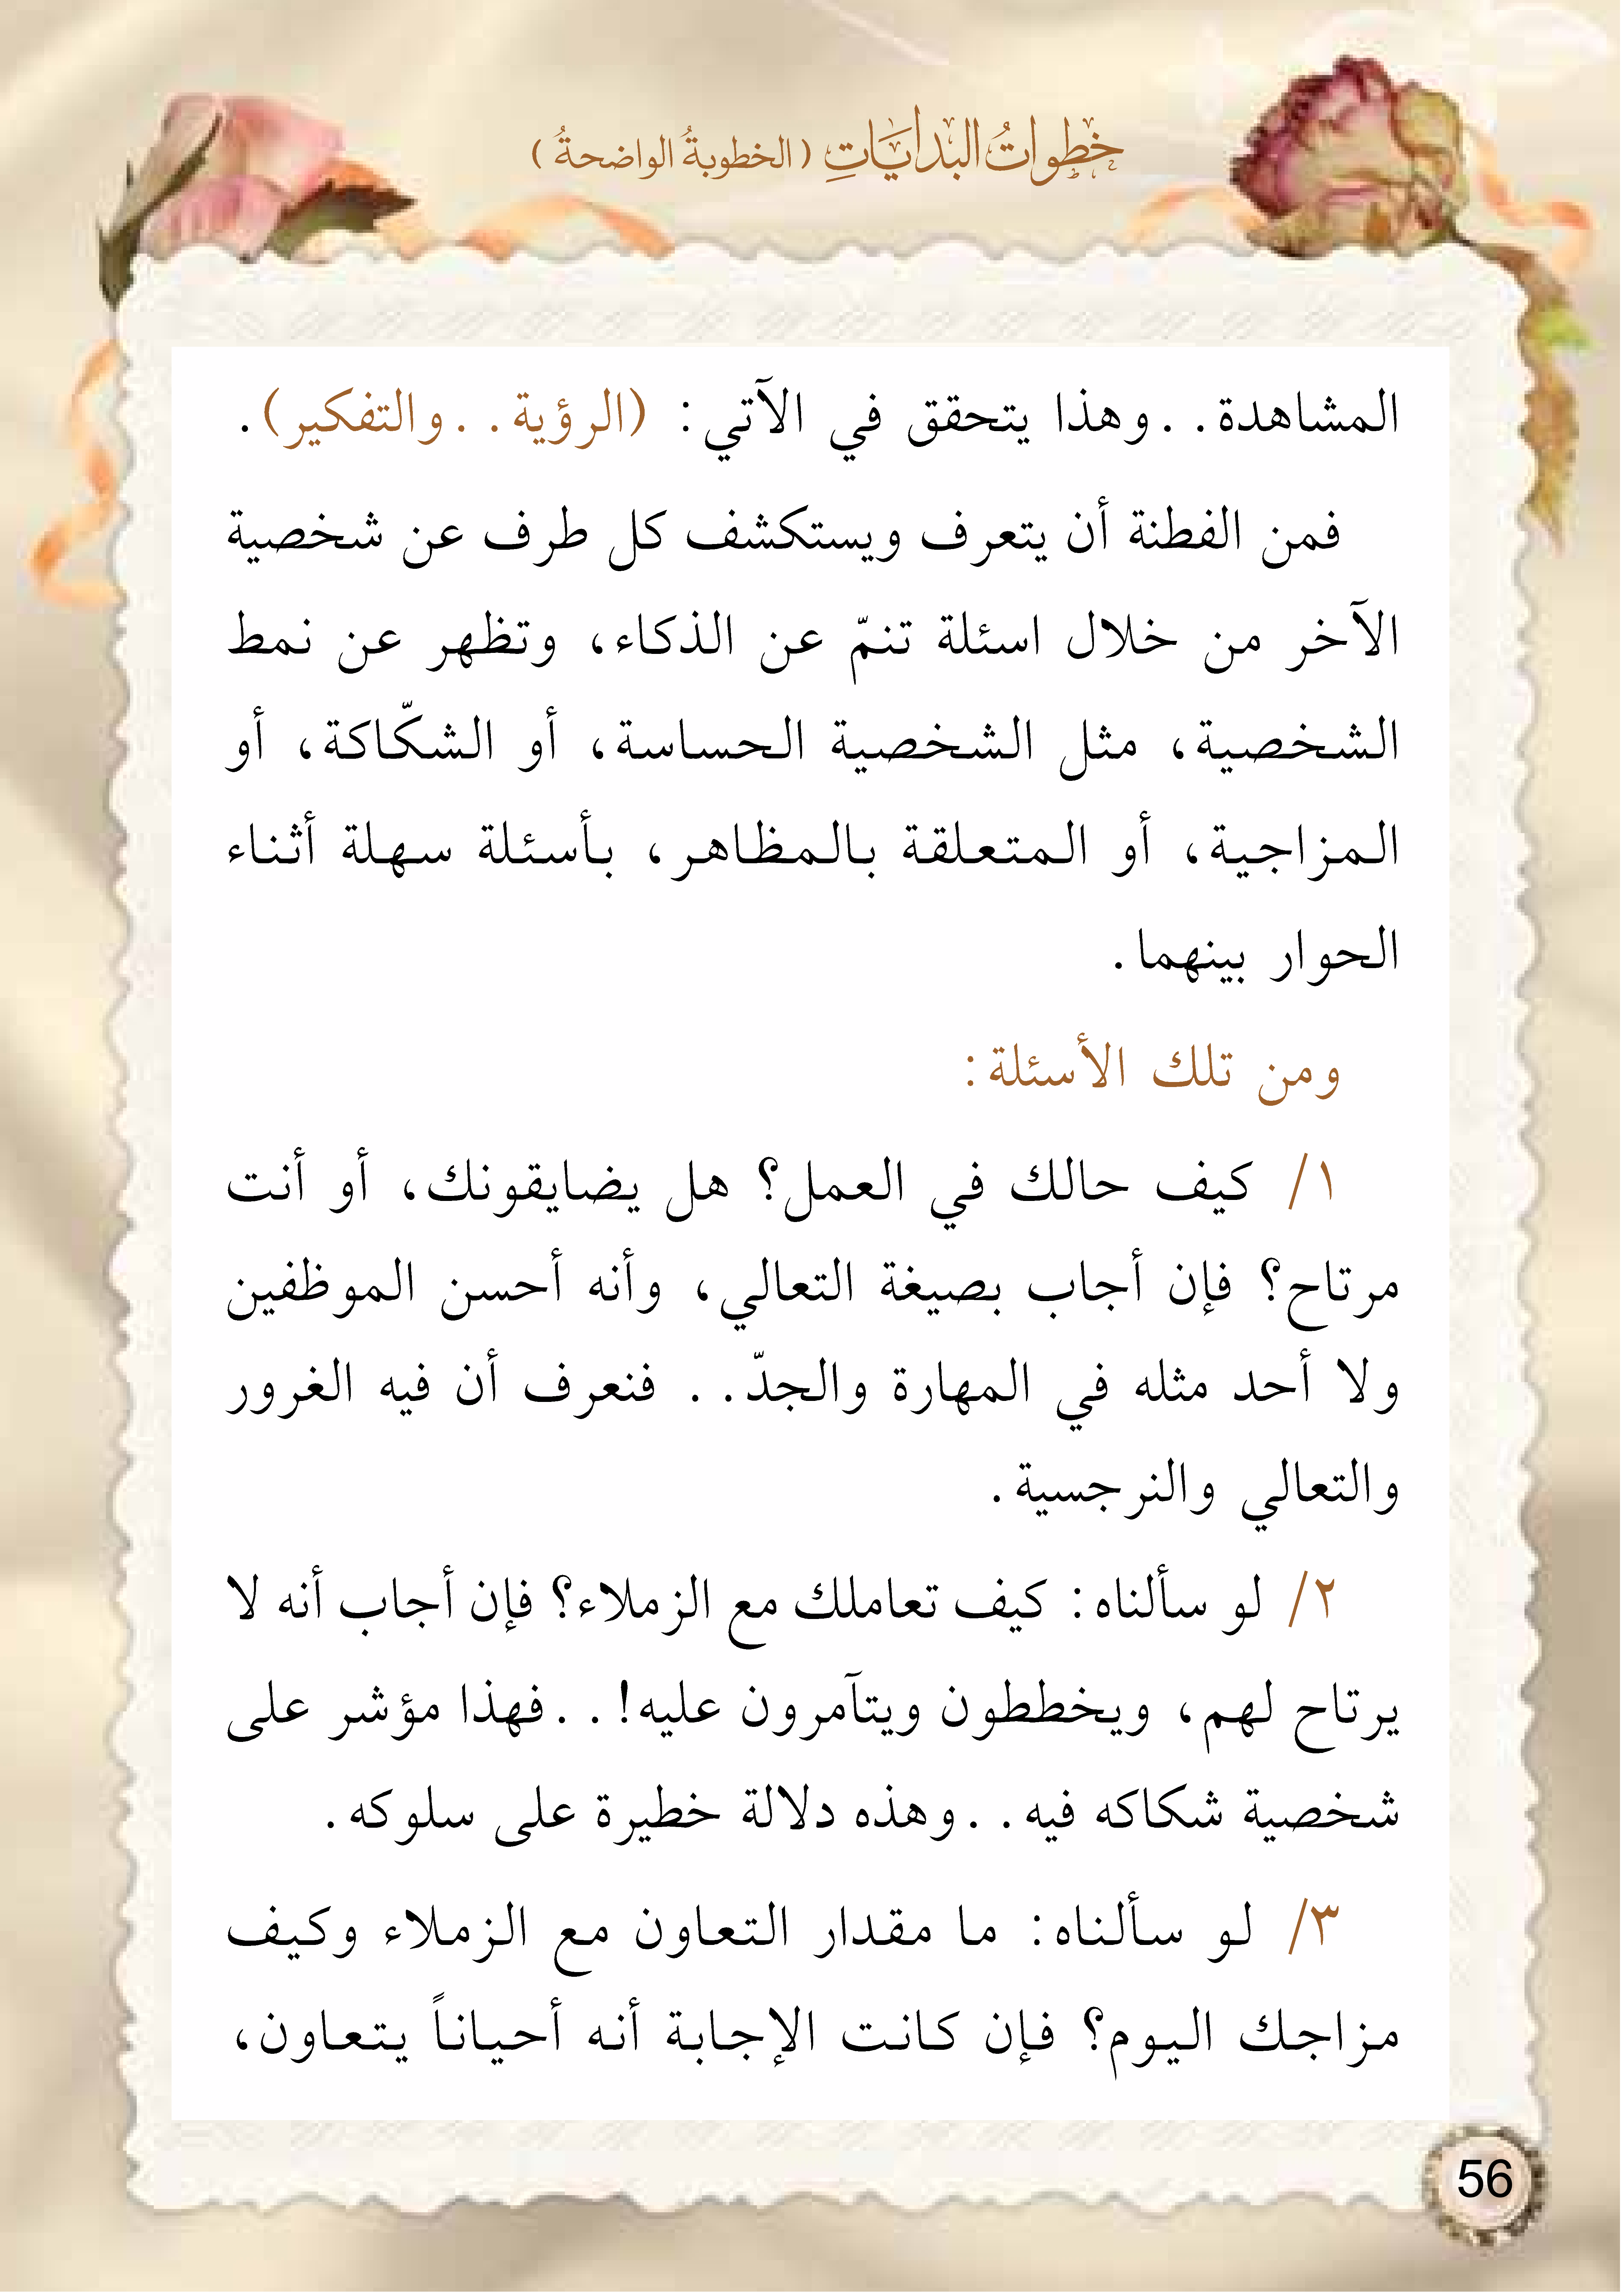 خطواتُ البداياتِ (الخطوبةُ الواضحةُ)
المشاهدة. .وهذا يتحقق في الآتي: (الرؤية. .والتفكير).
فمن الفطنة أن يتعرف ويستكشف كل طرف عن شخصية
الآخر من خلال اسئلة تنمّ عن الذكاء، وتظهر عن نمط
الشخصية، مثل الشخصية الحساسة، أو الشكّاكة، أو
المزاجية، أو المتعلقة بالمظاهر، بأسئلة سهلة أثناء
الحوار بينهما.
ومن تلك الأسئلة:
١/ كيف حالك في العمل؟ هل يضايقونك، أو أنت
مرتاح؟ فإن أجاب بصيغة التعالي، وأنه أحسن الموظفين
ولا أحد مثله في المهارة والجدّ. . فنعرف أن فيه الغرور
والتعالي والنرجسية.
٢/ لو سألناه: كيف تعاملك مع الزملاء؟ فإن أجاب أنه لا
يرتاح لهم، ويخططون ويتآمرون عليه!. .فهذا مؤشر على
شخصية شكاكه فيه. .وهذه دلالة خطيرة على سلوكه.
٣/ لو سألناه: ما مقدار التعاون مع الزملاء وكيف
مزاجك اليوم؟ فإن كانت الإجابة أنه أحياناً يتعاون،
56